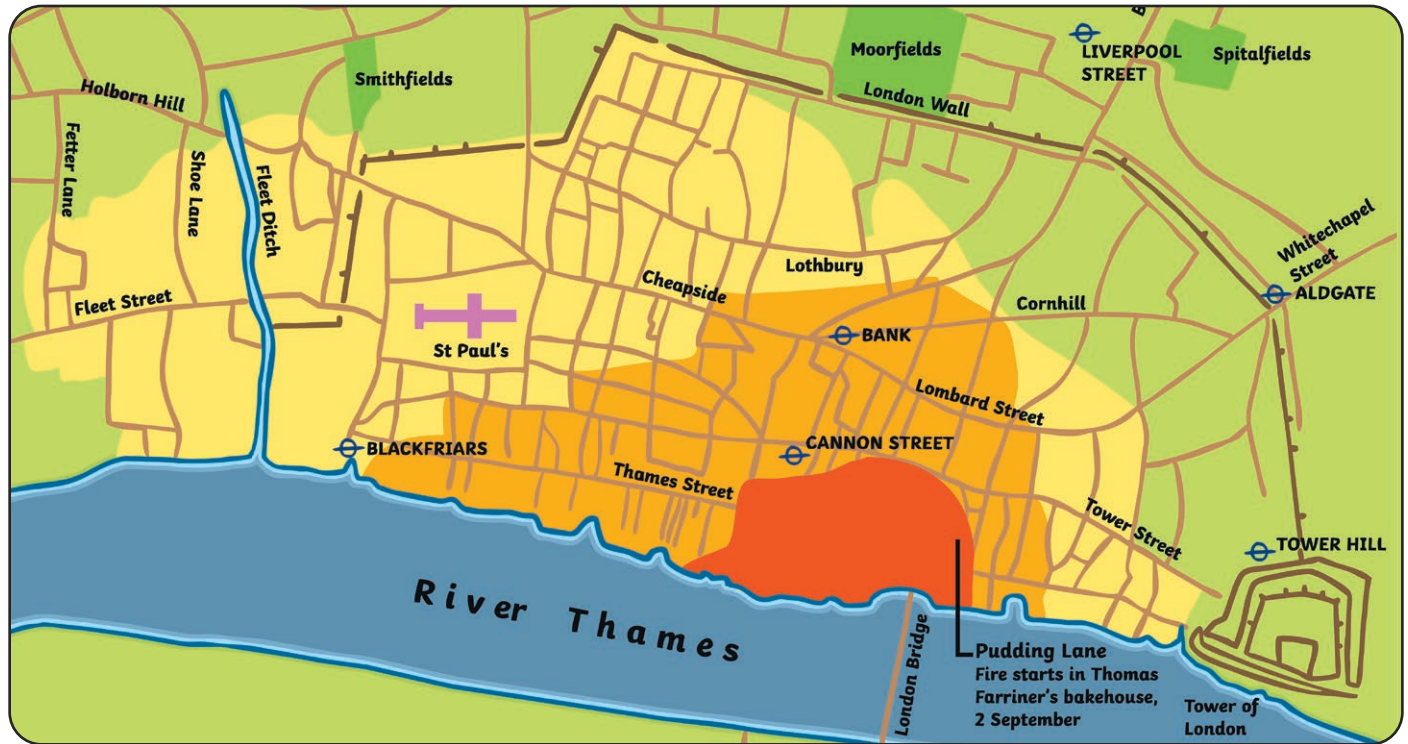 Moorfields
LIVERPOOL
STREET
Spitalfields
Smithfields
Holborn Hill
London Wall
Fetter Lane
Shoe Lane
Fleet Ditch
Whitechapel
Street
Lothbury
Cheapside
Fleet Street
Cornhill
ALDGATE
BANK
St Paul's
Lombard Street
BLACKFRIARS
CANNON STREET
Thames Street
Tower Street
TOWER HILL
River Thames
London Bridge
Pudding Lane
Fire starts in Thomas
Farriner's bakehouse,
2 September
Tower of
London